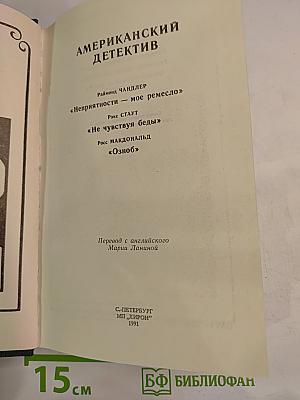 АМЕРИКАНСКИЙ
ДЕТЕКТИВ
Раймонд ЧАНДЛЕР
«Неприятности — мое ремесло»
Рекс СТАУТ
«Не чувствуя беды»
Росс МАКДОНАЛЬД
«Озноб»
Перевод с английского
Марии Ланиной
С.-ПЕТЕРБУРГ
МП „ХИРОН“
1991
15 см
БФ БИБЛИОФАН